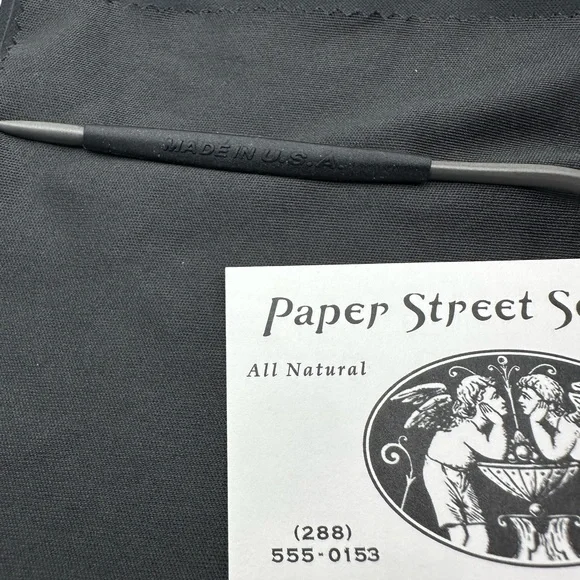 MADE IN U.S.A.
Paper Street
All Natural
(288)
555-0153